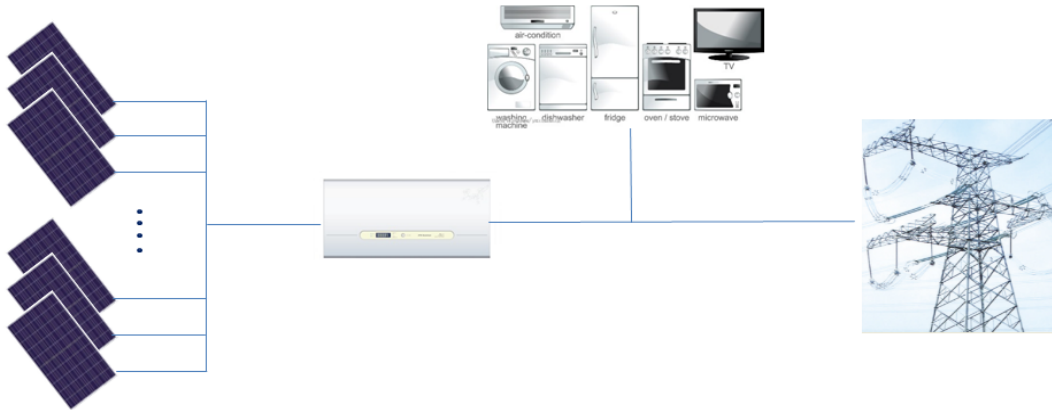 air-condition
TV
washing
machine
dishwasher
fridge
oven / stove
microwave